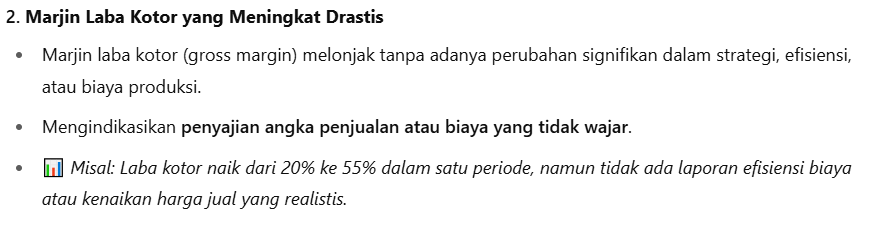 2. Marjin Laba Kotor yang Meningkat Drastis
• Marjin laba kotor (gross margin) melonjak tanpa adanya perubahan signifikan dalam strategi, efisiensi,
atau biaya produksi.
• Mengindikasikan penyajian angka penjualan atau biaya yang tidak wajar.
• 📊 Misal: Laba kotor naik dari 20% ke 55% dalam satu periode, namun tidak ada laporan efisiensi biaya
atau kenaikan harga jual yang realistis.